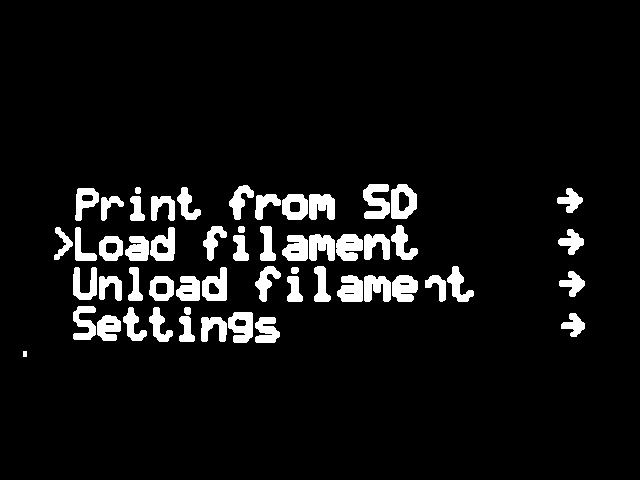 Print from SD →
>Load filament →
Unload filament →
Settings →